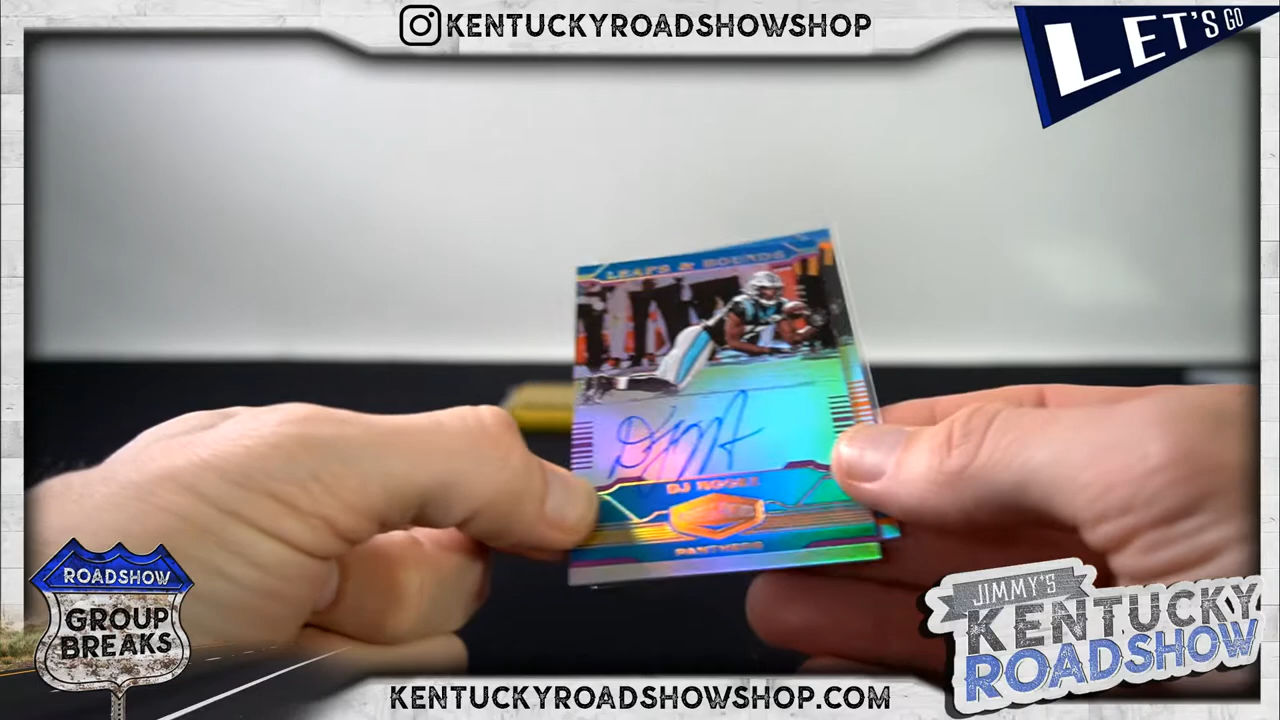 KENTUCKYROADSHOWSHOP
LET'S GO
LEAPS & BOUNDS
DJ MOORE
PANTHERS
ROADSHOW
GROUP
BREAKS
JIMMY'S
KENTUCKY
ROADSHOW
KENTUCKYROADSHOWSHOP.COM